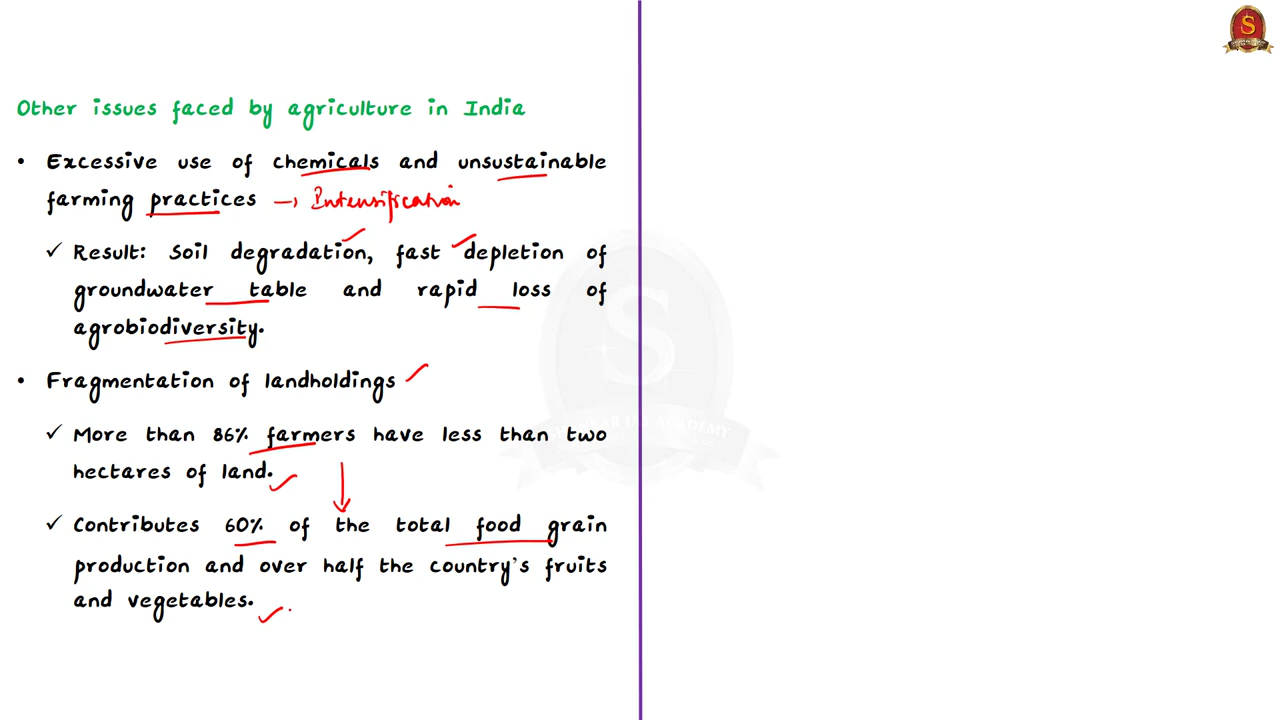 Other issues faced by agriculture in India
• Excessive use of chemicals and unsustainable
farming practices → Intensification
✓ Result: Soil degradation, fast depletion of
groundwater table and rapid loss of
agrobiodiversity.
• Fragmentation of landholdings
✓ More than 86% farmers have less than two
hectares of land.
✓ Contributes 60% of the total food grain
production and over half the country's fruits
and vegetables.
S